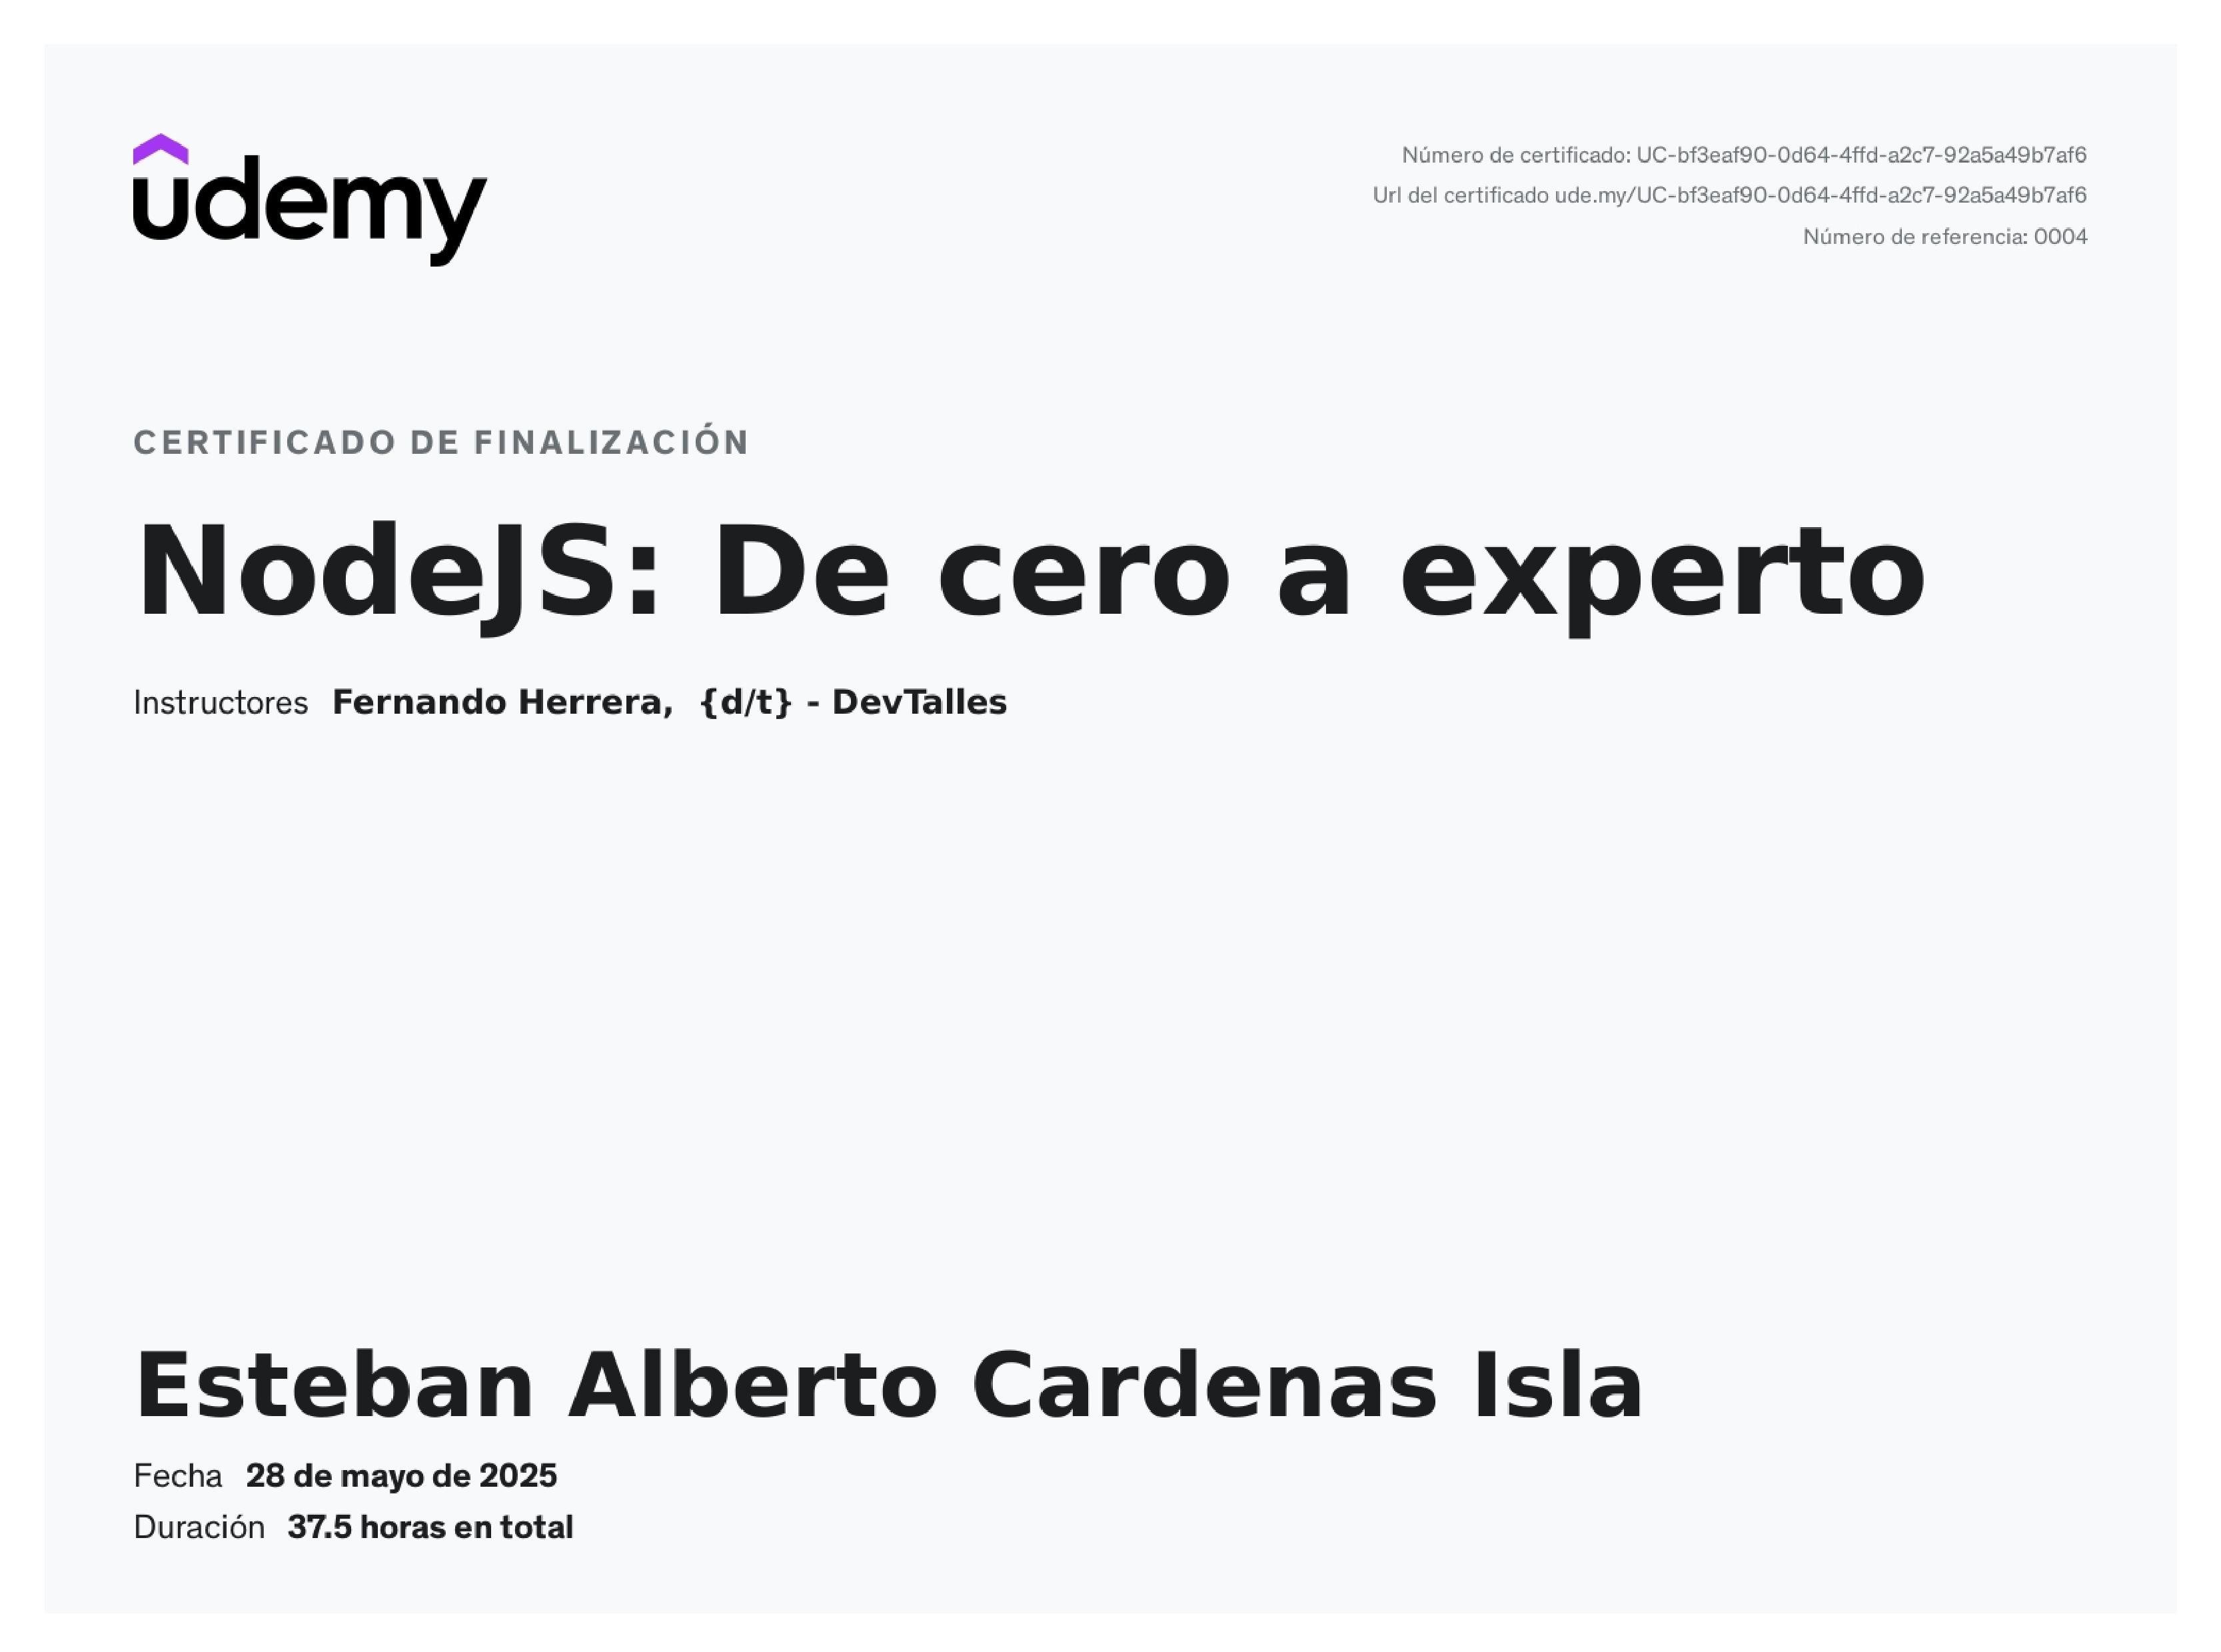 udemy
Número de certificado: UC-bf3eaf90-0d64-4ffd-a2c7-92a5a49b7af6
Url del certificado ude.my/UC-bf3eaf90-0d64-4ffd-a2c7-92a5a49b7af6
Número de referencia: 0004
CERTIFICADO DE FINALIZACIÓN
NodeJS: De cero a experto
Instructores Fernando Herrera, {d/t} - DevTalles
Esteban Alberto Cardenas Isla
Fecha 28 de mayo de 2025
Duración 37.5 horas en total